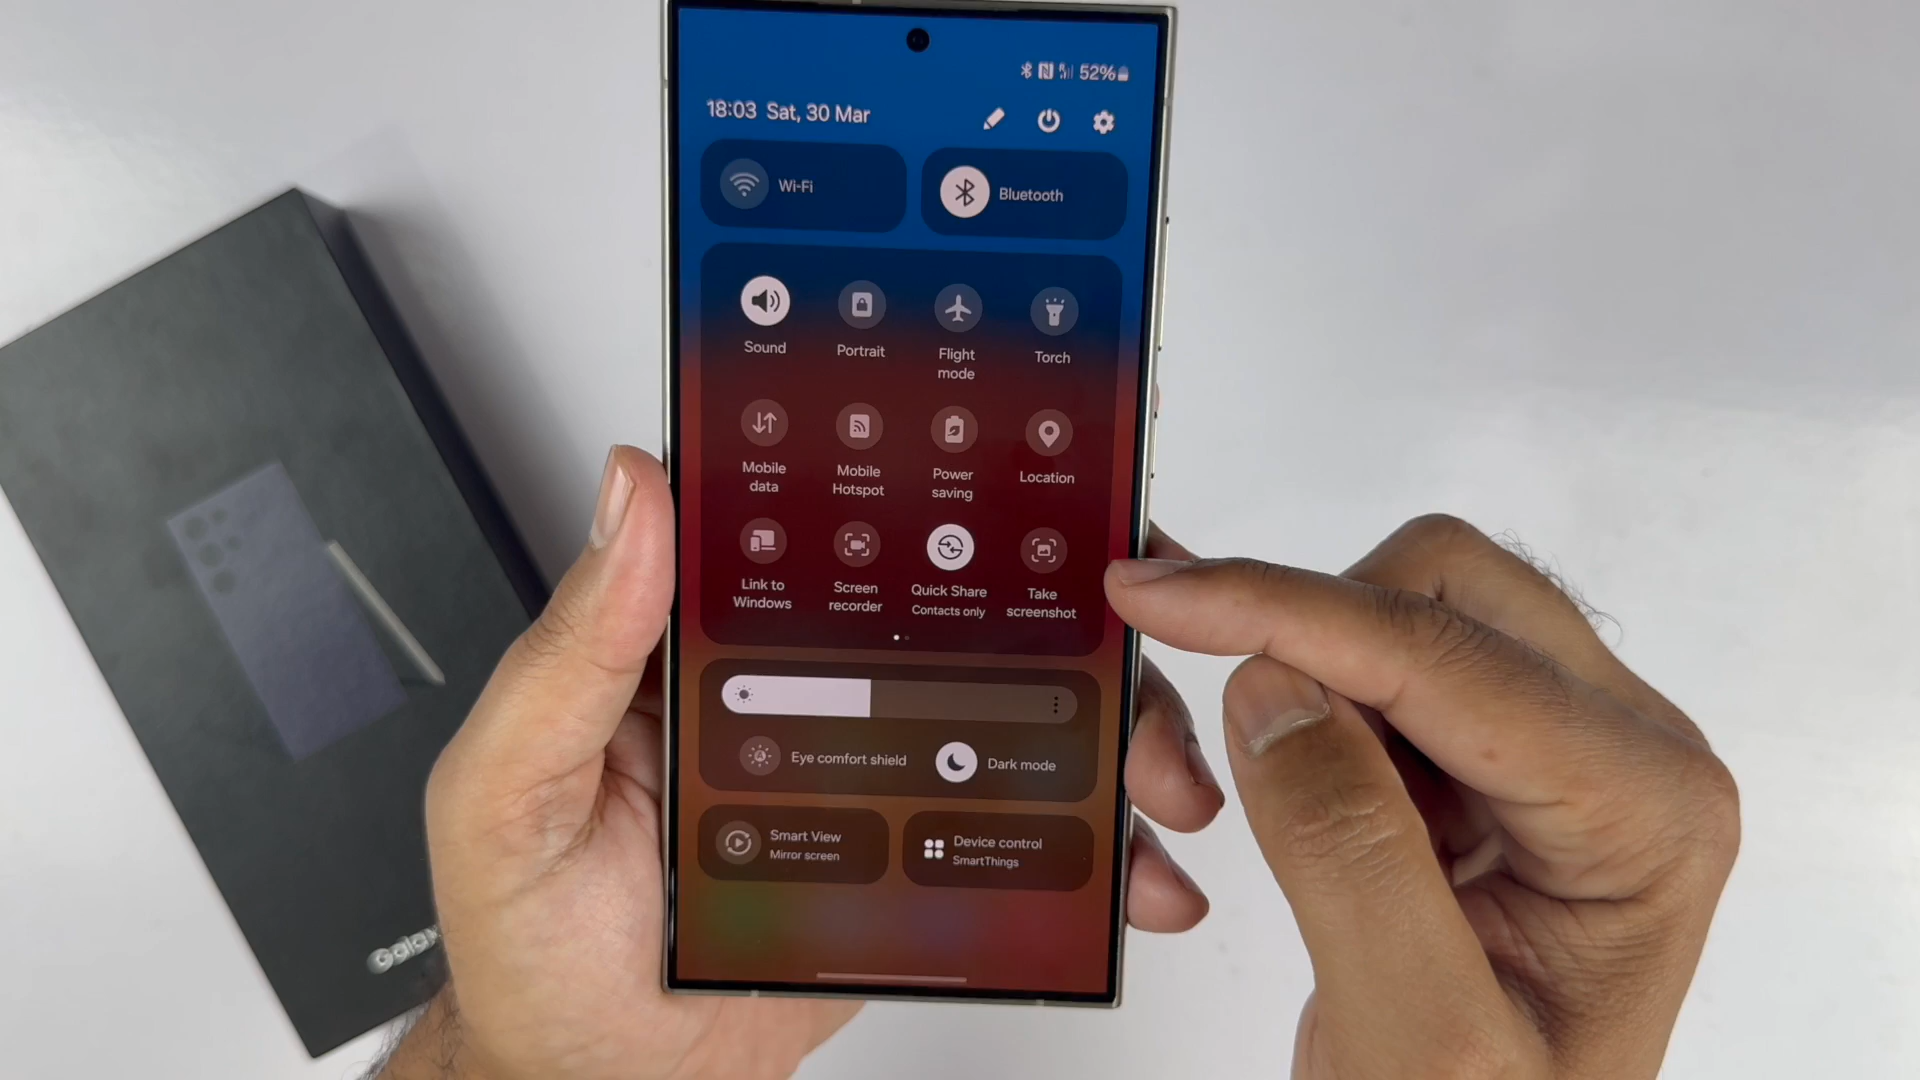 52%
18:03 Sat, 30 Mar
Wi-Fi
Bluetooth
Sound
Portrait
Flight
mode
Torch
Mobile
data
Mobile
Hotspot
Power
saving
Location
Link to
Windows
Screen
recorder
Quick Share
Contacts only
Take
screenshot
Eye comfort shield
Dark mode
Smart View
Mirror screen
Device control
SmartThings